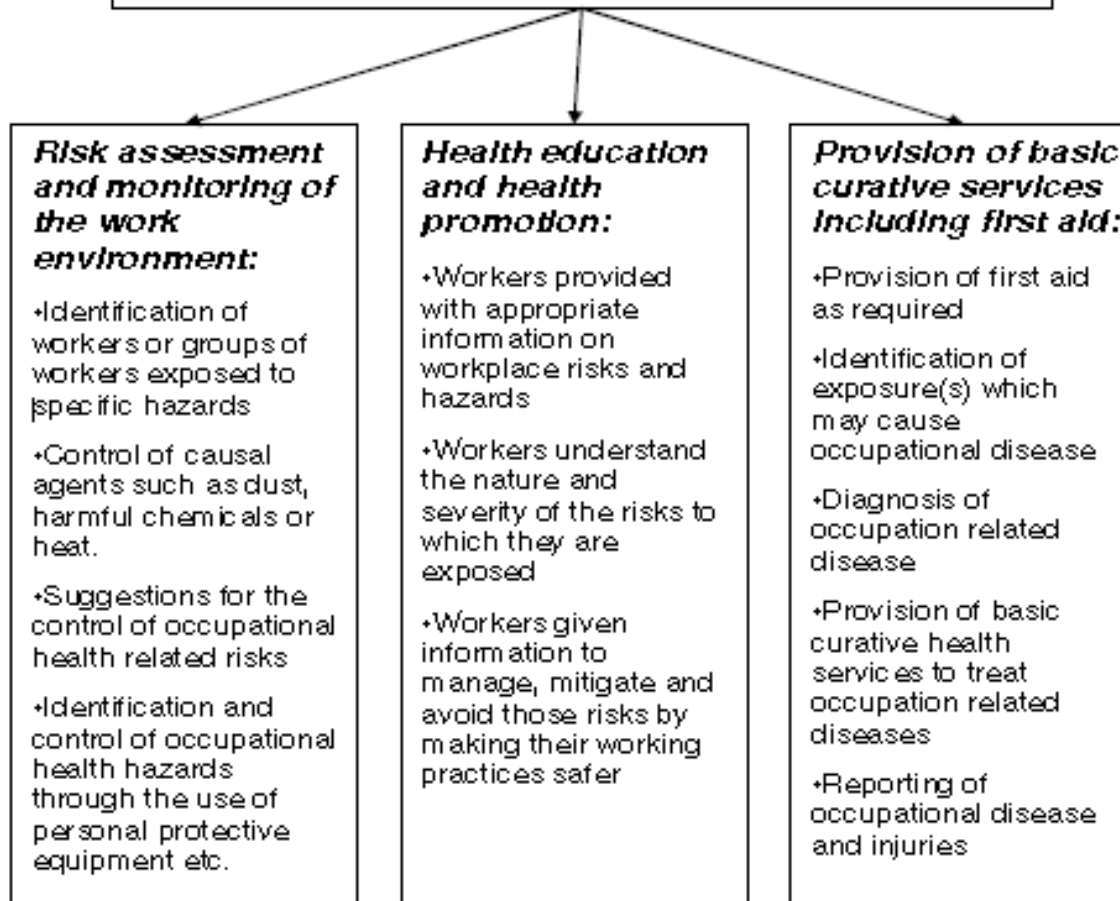 Risk assessment
and monitoring of
the work
environment:
•Identification of
workers or groups of
workers exposed to
specific hazards
•Control of causal
agents such as dust,
harmful chemicals or
heat.
•Suggestions for the
control of occupational
health related risks
•Identification and
control of occupational
health hazards
through the use of
personal protective
equipment etc.
Health education
and health
promotion:
•Workers provided
with appropriate
information on
workplace risks and
hazards
•Workers understand
the nature and
severity of the risks to
which they are
exposed
•Workers given
information to
manage, mitigate and
avoid those risks by
making their working
practices safer
Provision of basic
curative services
including first aid:
•Provision of first aid
as required
•Identification of
exposure(s) which
may cause
occupational disease
•Diagnosis of
occupation related
disease
•Provision of basic
curative health
services to treat
occupation related
diseases
•Reporting of
occupational disease
and injuries